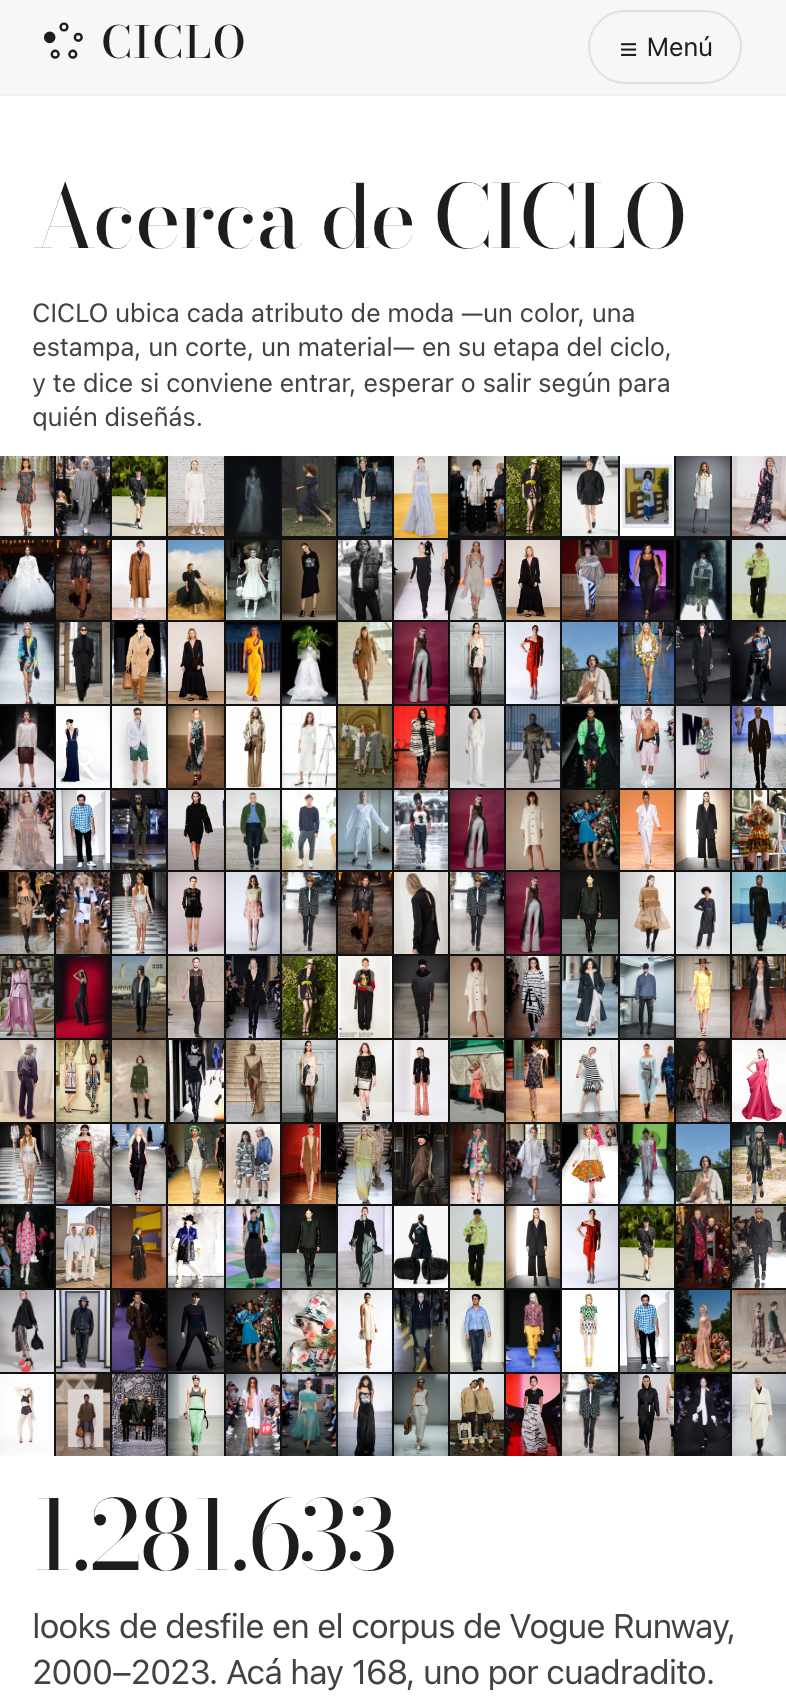 CICLO
≡ Menú
Acerca de CICLO
CICLO ubica cada atributo de moda —un color, una
estampa, un corte, un material— en su etapa del ciclo,
y te dice si conviene entrar, esperar o salir según para
quién diseñás.
1.281.633
looks de desfile en el corpus de Vogue Runway,
2000–2023. Acá hay 168, uno por cuadradito.